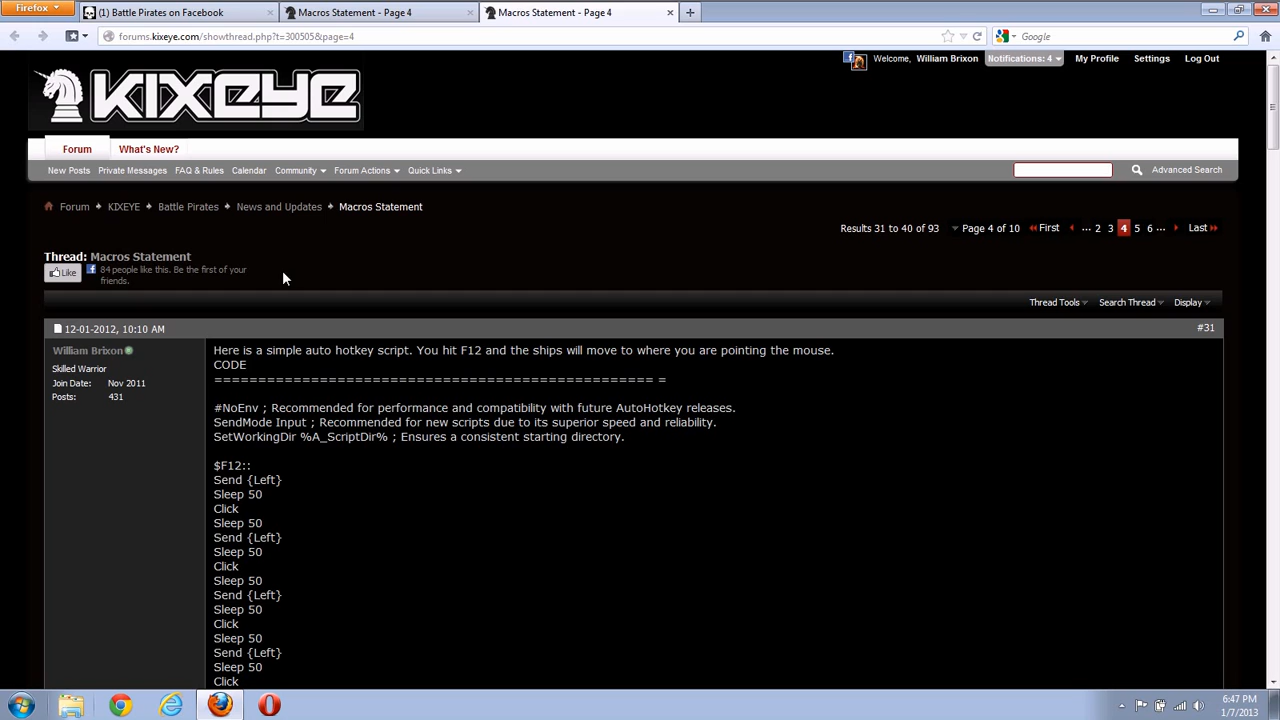 Firefox
(1) Battle Pirates on Facebook
Macros Statement - Page 4
Macros Statement - Page 4
forums.kixeye.com/showthread.php?t=300505&page=4
Google
Welcome, William Brixon
Notifications: 4
My Profile
Settings
Log Out
KIXEYE
Forum
What's New?
New Posts
Private Messages
FAQ & Rules
Calendar
Community
Forum Actions
Quick Links
Advanced Search
Forum
KIXEYE
Battle Pirates
News and Updates
Macros Statement
Results 31 to 40 of 93
Page 4 of 10
First
... 2 3 4 5 6 ...
Last
Thread: Macros Statement
Like
84 people like this. Be the first of your
friends.
Thread Tools
Search Thread
Display
12-01-2012, 10:10 AM
#31
William Brixon
Skilled Warrior
Join Date: Nov 2011
Posts: 431
Here is a simple auto hotkey script. You hit F12 and the ships will move to where you are pointing the mouse.
CODE
================================================== =
#NoEnv ; Recommended for performance and compatibility with future AutoHotkey releases.
SendMode Input ; Recommended for new scripts due to its superior speed and reliability.
SetWorkingDir %A_ScriptDir% ; Ensures a consistent starting directory.
$F12::
Send {Left}
Sleep 50
Click
Sleep 50
Send {Left}
Sleep 50
Click
Sleep 50
Send {Left}
Sleep 50
Click
Sleep 50
Send {Left}
Sleep 50
Click
6:47 PM
1/7/2013